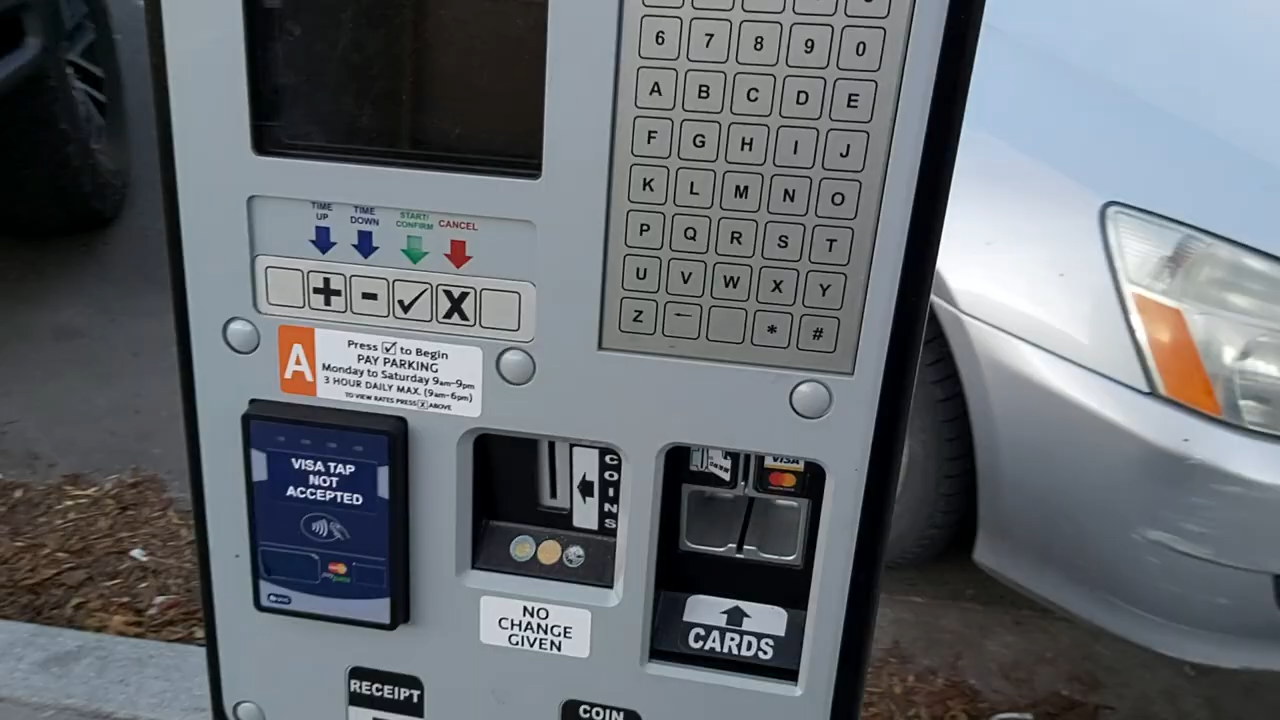 6 7 8 9 0
A B C D E
F G H I J
K L M N O
P Q R S T
U V W X Y
Z ← * #
TIME UP
TIME DOWN
START/ CONFIRM
CANCEL
+ - ✓ X
A
Press ☑ to Begin
PAY PARKING
Monday to Saturday 9am-9pm
3 HOUR DAILY MAX. (9am-6pm)
TO VIEW RATES PRESS X ABOVE
VISA TAP
NOT
ACCEPTED
COINS
VISA
NO
CHANGE
GIVEN
CARDS
RECEIPT
COIN